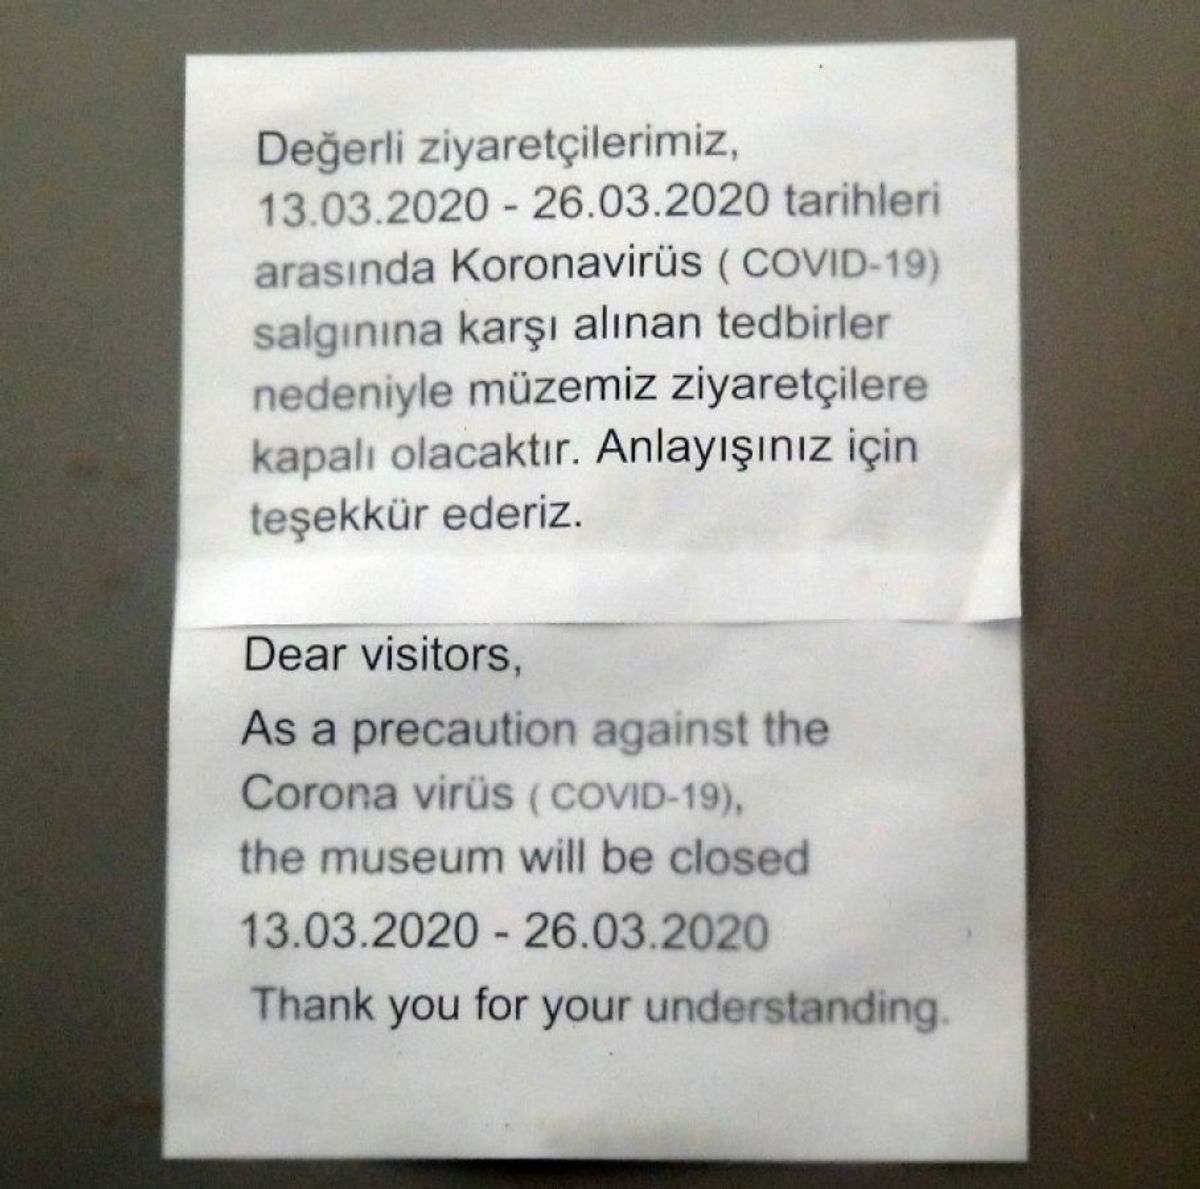 Değerli ziyaretçilerimiz,
13.03.2020 - 26.03.2020 tarihleri
arasında Koronavirüs ( COVID-19)
salgınına karşı alınan tedbirler
nedeniyle müzemiz ziyaretçilere
kapalı olacaktır. Anlayışınız için
teşekkür ederiz.
Dear visitors,
As a precaution against the
Corona virüs ( COVID-19),
the museum will be closed
13.03.2020 - 26.03.2020
Thank you for your understanding.